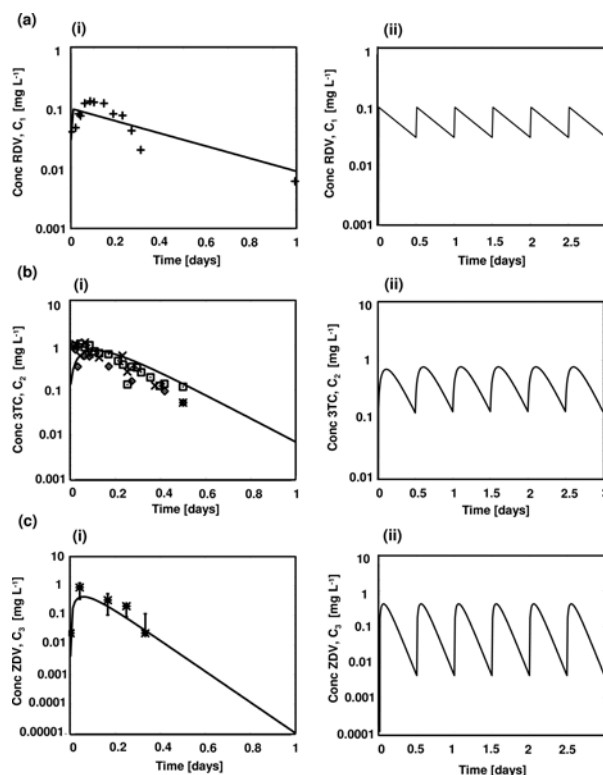 (a)
(i)
Conc RDV, C1 [mg L-1]
1
0.1
0.01
0.001
0 0.2 0.4 0.6 0.8 1
Time [days]
(ii)
Conc RDV, C1 [mg L-1]
1
0.1
0.01
0.001
0 0.5 1 1.5 2 2.5
Time [days]
(b)
(i)
Conc 3TC, C2 [mg L-1]
10
1
0.1
0.01
0.001
0 0.2 0.4 0.6 0.8 1
Time [days]
(ii)
Conc 3TC, C2 [mg L-1]
10
1
0.1
0.01
0 0.5 1 1.5 2 2.5 3
Time [days]
(c)
(i)
Conc ZDV, C3 [mg L-1]
10
1
0.1
0.01
0.001
0.0001
0.00001
0 0.2 0.4 0.6 0.8 1
Time [days]
(ii)
Conc ZDV, C3 [mg L-1]
10
1
0.1
0.01
0.001
0.0001
0 0.5 1 1.5 2 2.5
Time [days]